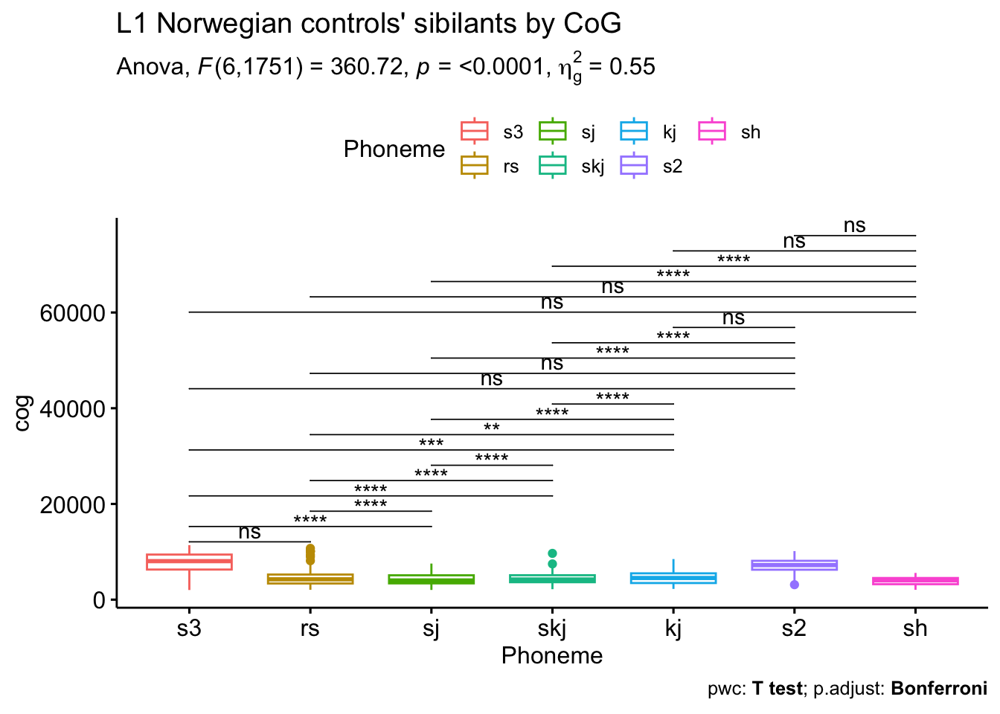 L1 Norwegian controls' sibilants by CoG
Anova, F(6,1751) = 360.72, p = <0.0001, η²g = 0.55
Phoneme
s3 sj kj sh
rs skj s2
ns
ns
****
****
ns
ns
ns
****
****
ns
ns
****
****
**
***
****
****
****
****
****
ns
cog
60000
40000
20000
0
s3 rs sj skj kj s2 sh
Phoneme
pwc: T test; p.adjust: Bonferroni